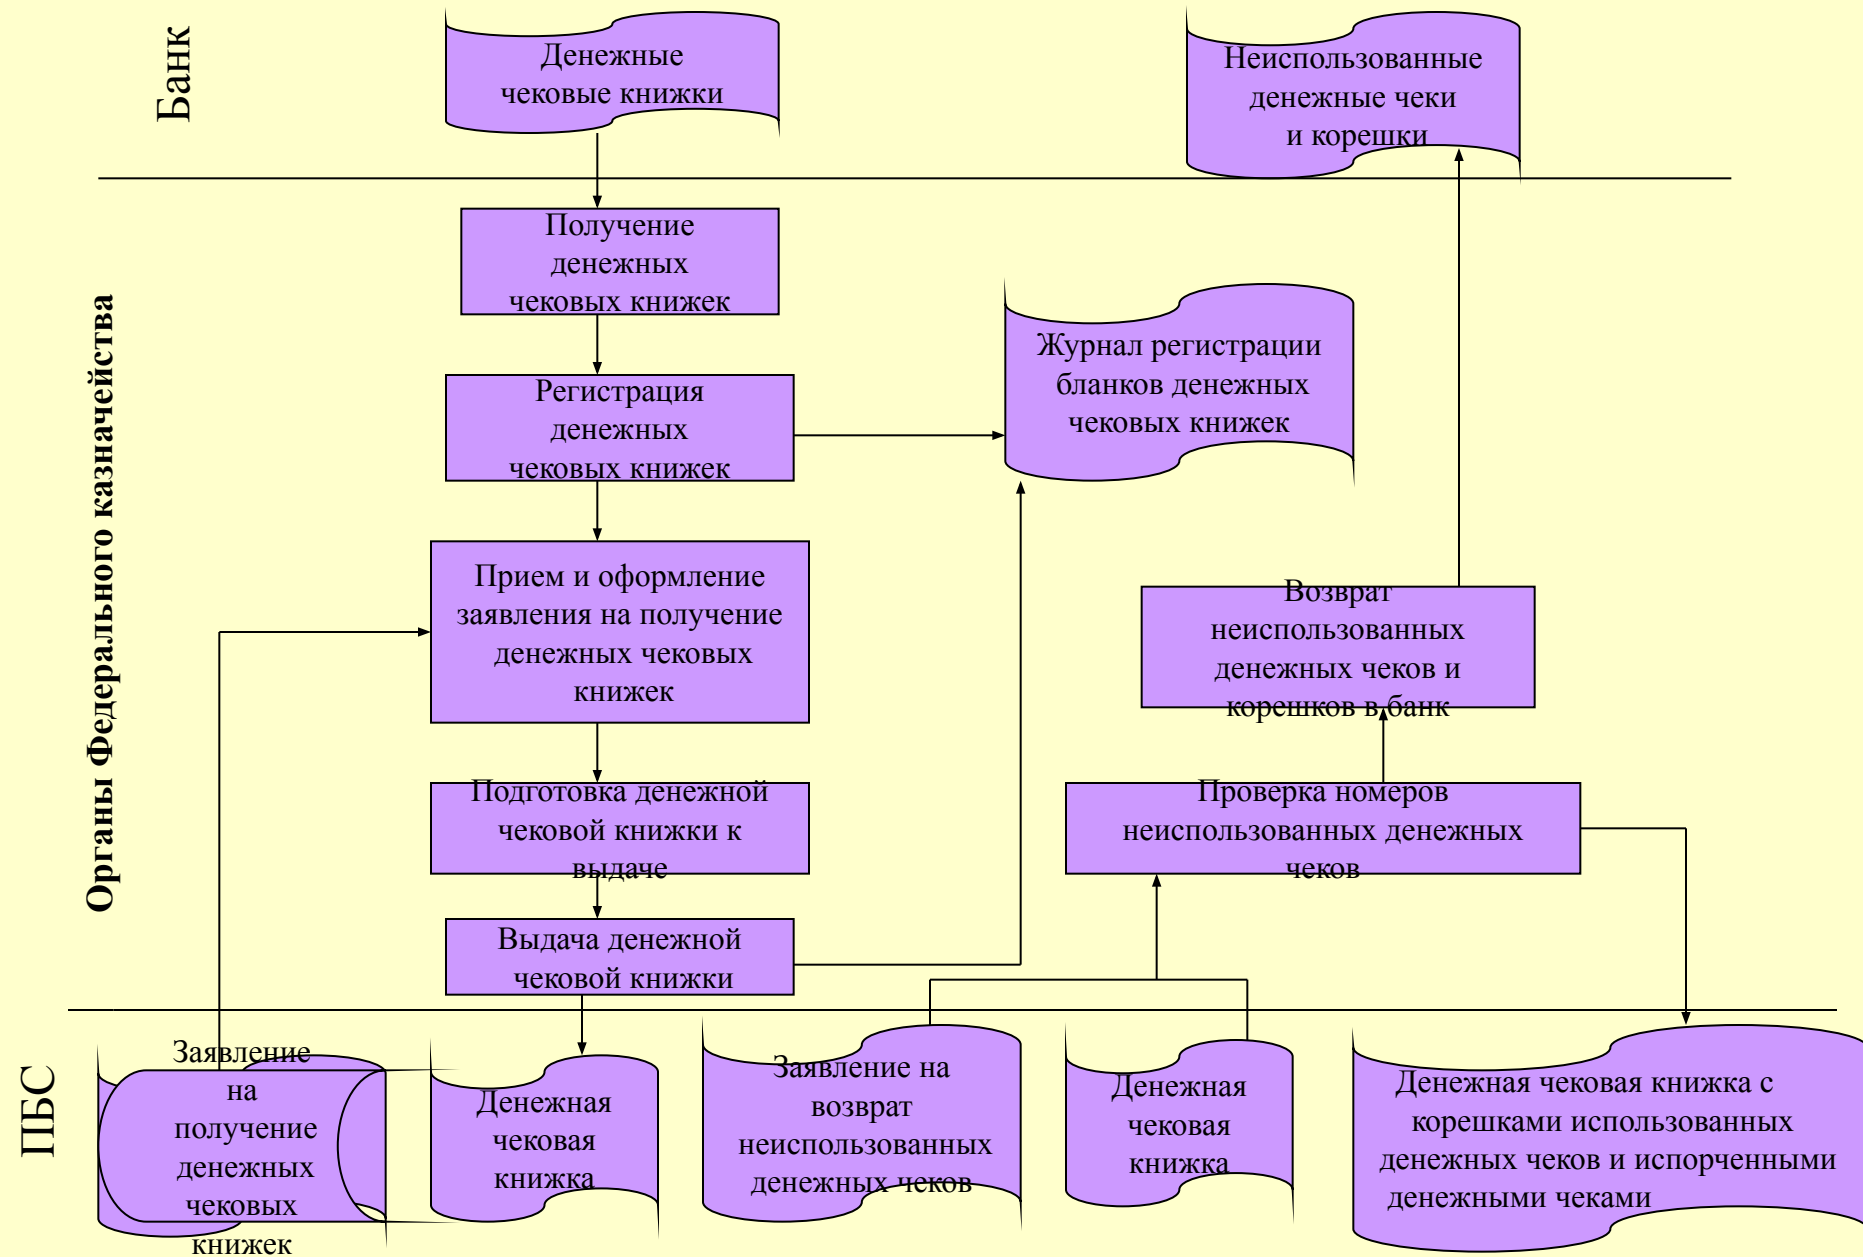 Банк
Денежные
чековые книжки
Неиспользованные
денежные чеки
и корешки
Органы Федерального казначейства
Получение
денежных
чековых книжек
Регистрация
денежных
чековых книжек
Журнал регистрации
бланков денежных
чековых книжек
Прием и оформление
заявления на получение
денежных чековых
книжек
Возврат
неиспользованных
денежных чеков и
корешков в банк
Подготовка денежной
чековой книжки к
выдаче
Проверка номеров
неиспользованных денежных
чеков
Выдача денежной
чековой книжки
ПБС
Заявление
на
получение
денежных
чековых
книжек
Денежная
чековая
книжка
Заявление на
возврат
неиспользованных
денежных чеков
Денежная
чековая
книжка
Денежная чековая книжка с
корешками использованных
денежных чеков и испорченными
денежными чеками